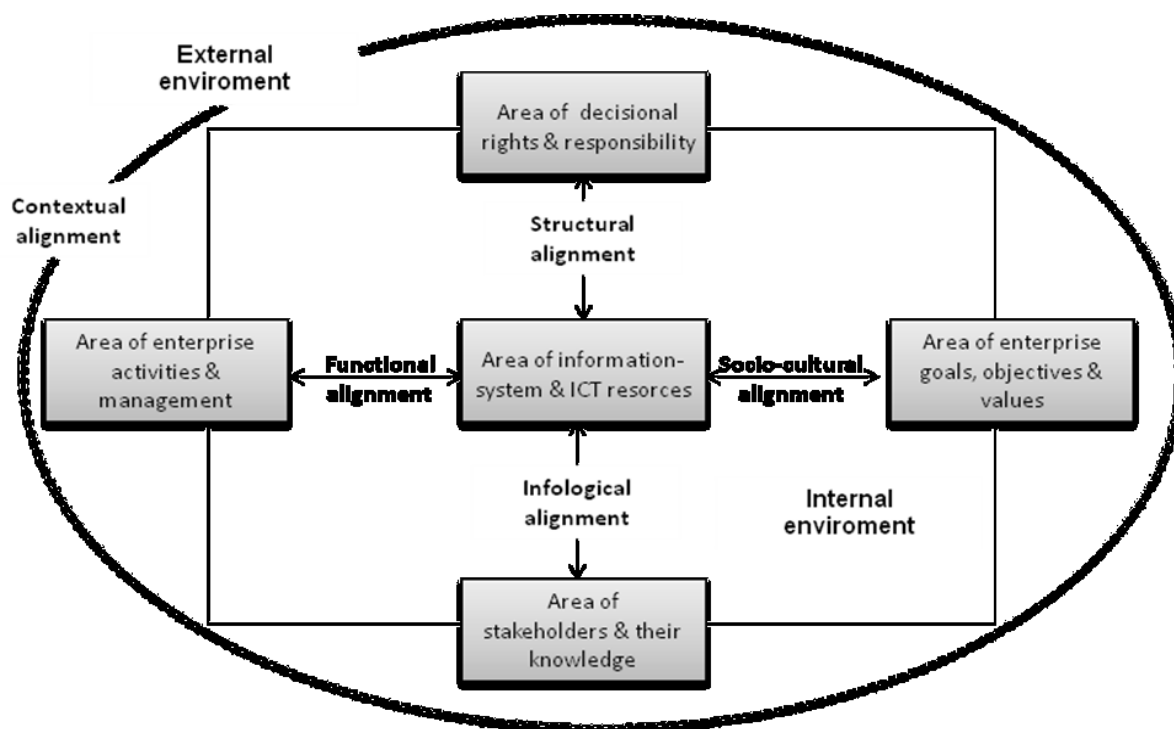 External
enviroment
Area of decisional
rights & responsibility
Contextual
alignment
Structural
alignment
Area of enterprise
activities &
management
Functional
alignment
Area of information-
system & ICT resorces
Socio-cultural
alignment
Area of enterprise
goals, objectives &
values
Infological
alignment
Internal
enviroment
Area of
stakeholders & their
knowledge